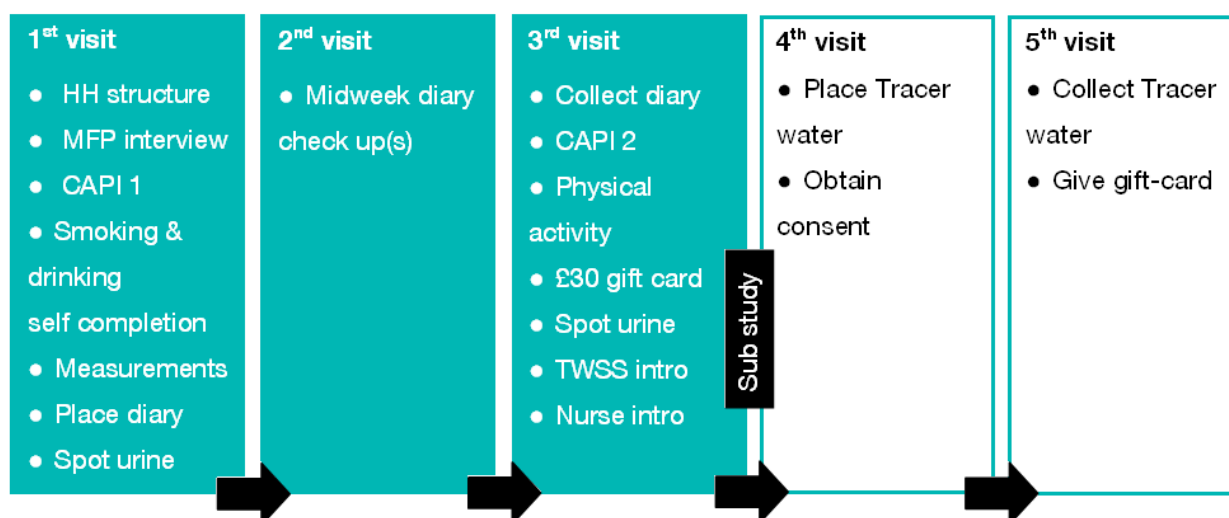 1st visit
● HH structure
● MFP interview
● CAPI 1
● Smoking &
drinking
self completion
● Measurements
● Place diary
● Spot urine
2nd visit
● Midweek diary
check up(s)
3rd visit
● Collect diary
● CAPI 2
● Physical
activity
● £30 gift card
● Spot urine
● TWSS intro
● Nurse intro
Sub study
4th visit
● Place Tracer
water
● Obtain
consent
5th visit
● Collect Tracer
water
● Give gift-card